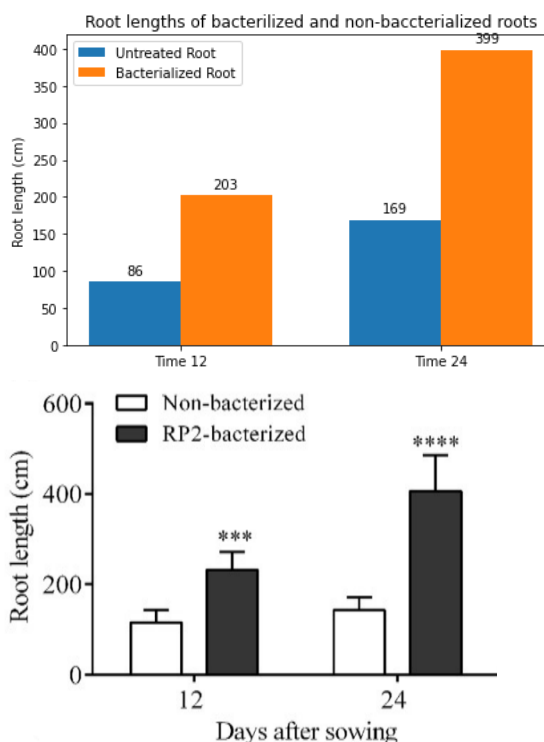 Root lengths of bacterilized and non-baccterialized roots
400
350
300
250
200
150
100
50
0
Root length (cm)
Untreated Root
Bacterialized Root
86
203
169
399
Time 12
Time 24
600
400
200
0
Root length (cm)
Non-bacterized
RP2-bacterized
***
****
12
24
Days after sowing